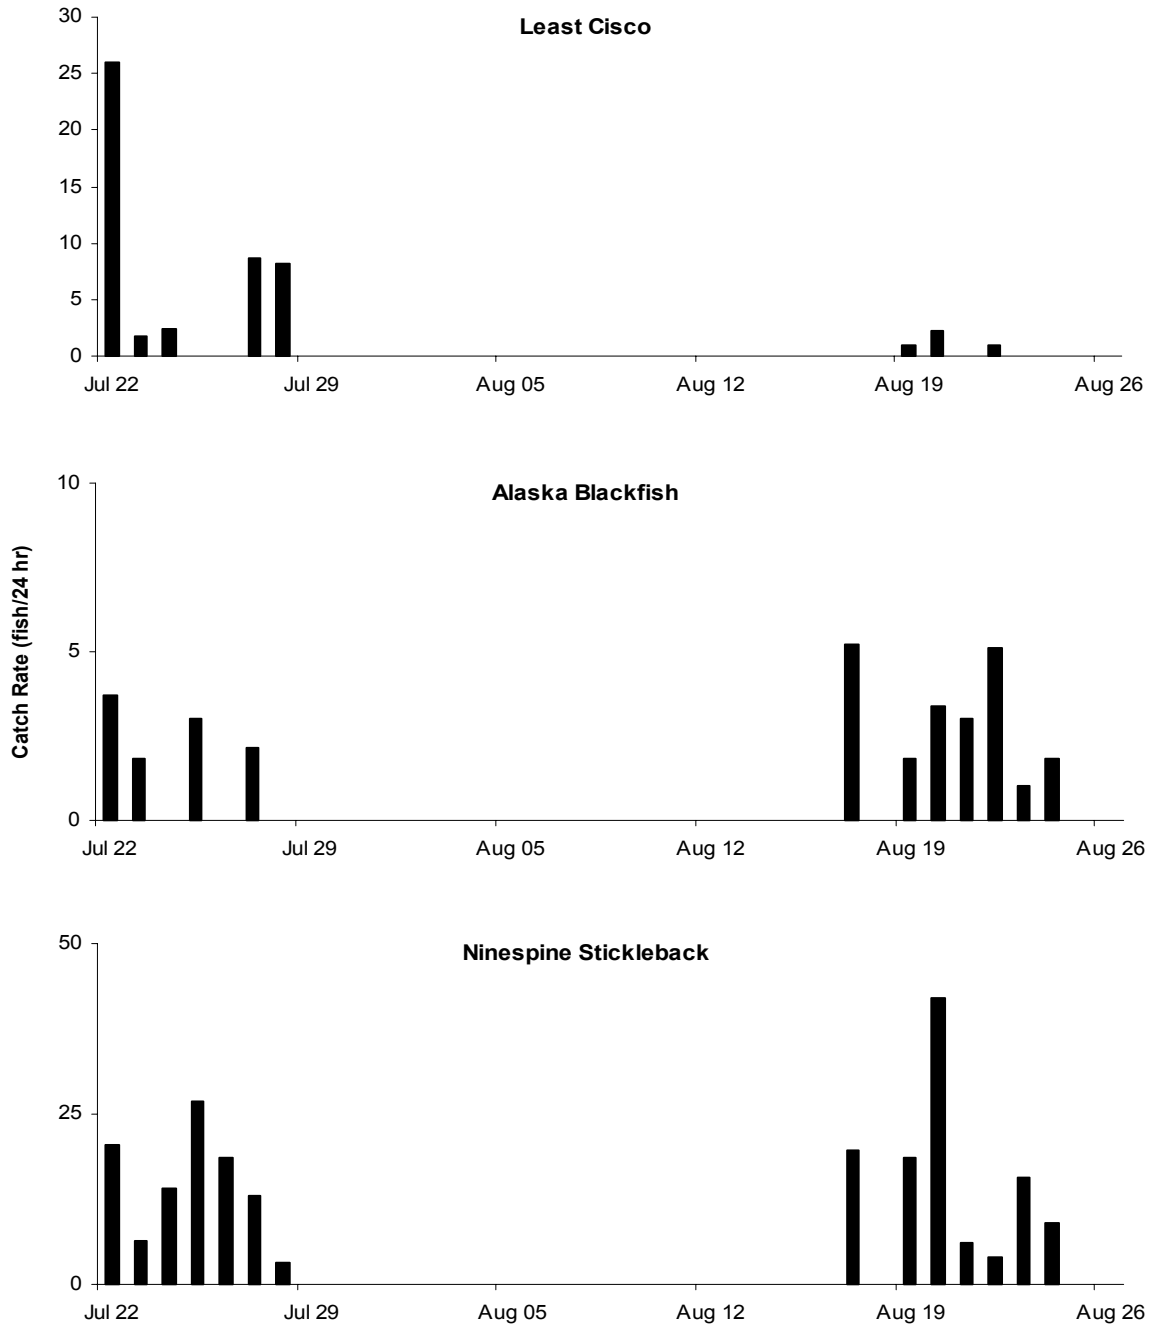 Least Cisco
30
25
20
15
10
5
0
Jul 22 Jul 29 Aug 05 Aug 12 Aug 19 Aug 26
Alaska Blackfish
10
5
0
Jul 22 Jul 29 Aug 05 Aug 12 Aug 19 Aug 26
Catch Rate (fish/24 hr)
Ninespine Stickleback
50
25
0
Jul 22 Jul 29 Aug 05 Aug 12 Aug 19 Aug 26